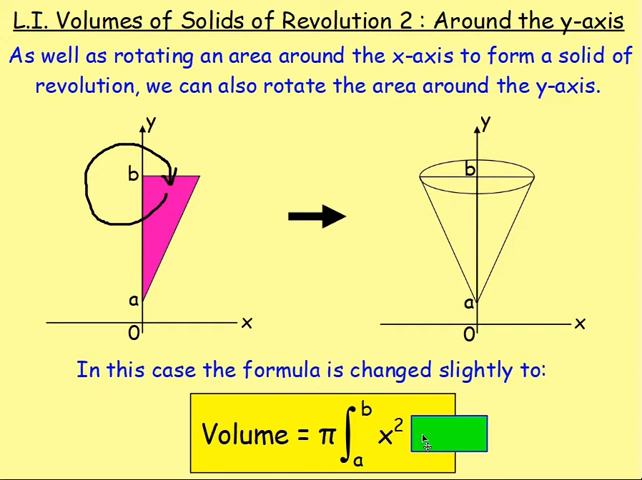 L.I. Volumes of Solids of Revolution 2 : Around the y-axis
As well as rotating an area around the x-axis to form a solid of
revolution, we can also rotate the area around the y-axis.
y
b
a
0
x
y
b
a
0
x
In this case the formula is changed slightly to:
Volume = π∫ₐᵇ x²